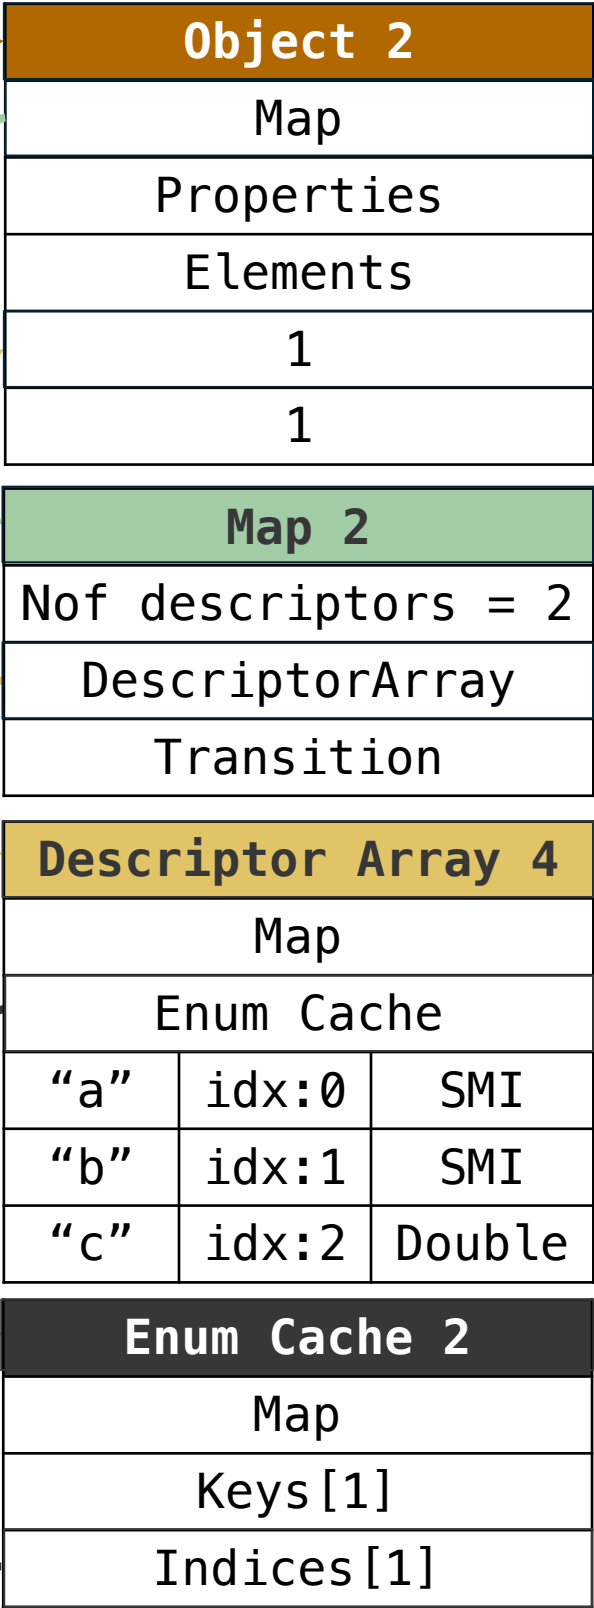 Object 2
Map
Properties
Elements
1
1
Map 2
Nof descriptors = 2
DescriptorArray
Transition
Descriptor Array 4
Map
Enum Cache
“a” idx:0 SMI
“b” idx:1 SMI
“c” idx:2 Double
Enum Cache 2
Map
Keys[1]
Indices[1]